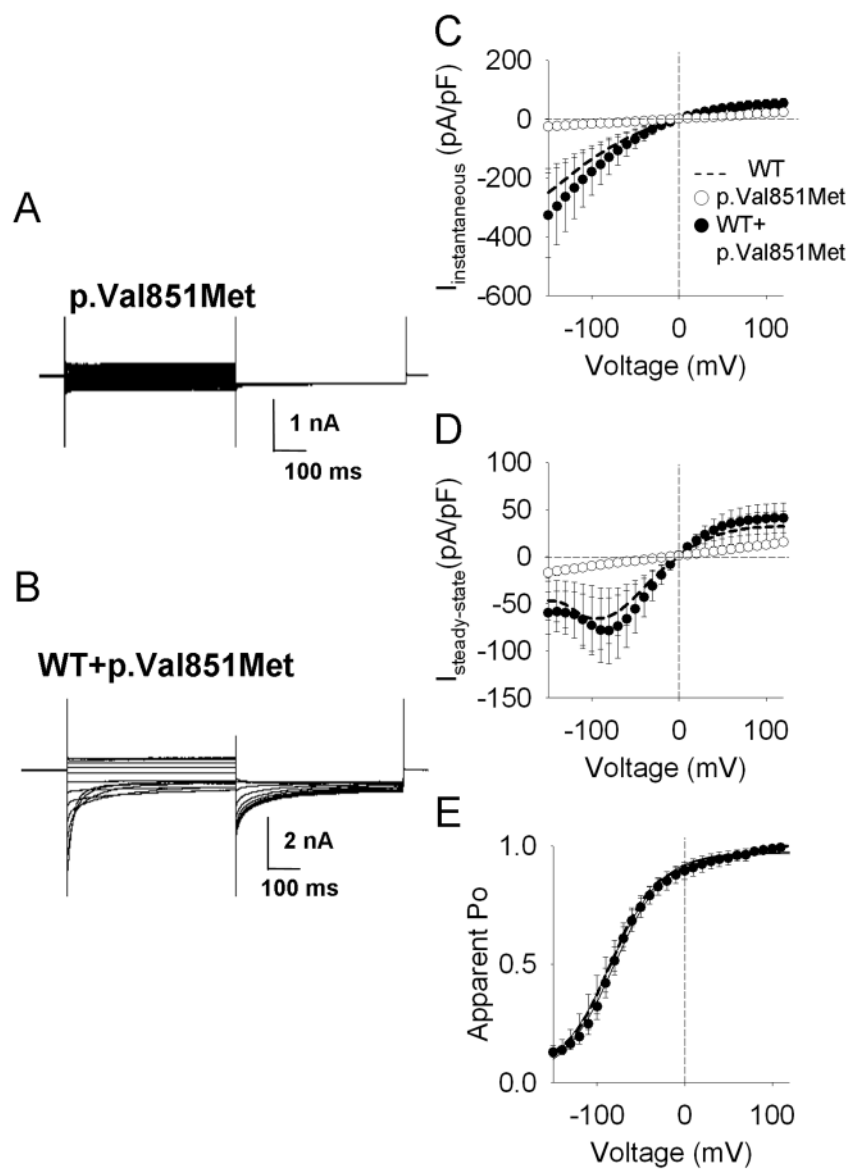 A
p.Val851Met
1 nA
100 ms
B
WT+p.Val851Met
2 nA
100 ms
C
200
0
-200
-400
-600
I instantaneous (pA/pF)
-100 0 100
Voltage (mV)
WT
p.Val851Met
WT+
p.Val851Met
D
100
50
0
-50
-100
-150
I steady-state (pA/pF)
-100 0 100
Voltage (mV)
E
1.0
0.5
0.0
Apparent Po
-100 0 100
Voltage (mV)